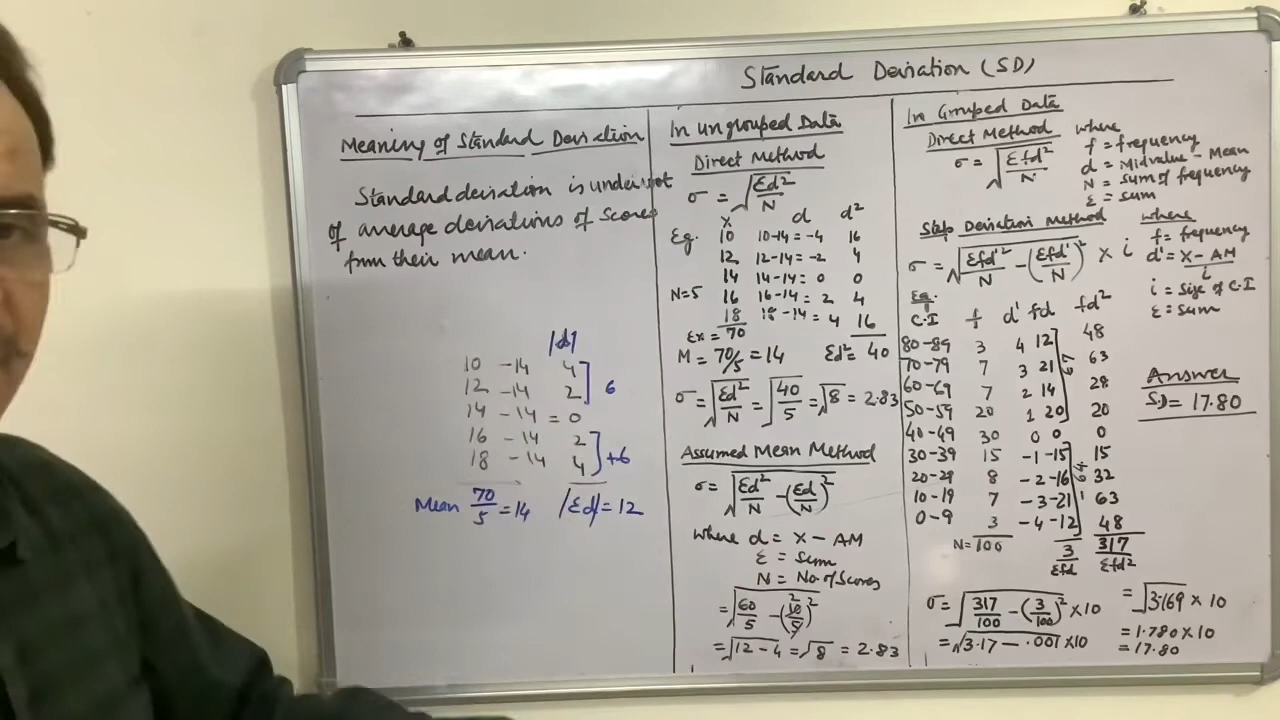 Standard Deviation (SD)
Meaning of Standard Deviation
Standard deviation is under root
of average deviations of scores
from their mean.
|d|
10 -14 4
12 -14 2 ] 6
14 -14 = 0
16 -14 2
18 -14 4 ] +6
Mean 70/5 = 14 |Σd| = 12
In ungrouped Data
Direct Method
σ = √(Σd²/N)
x d d²
Eg. 10 10-14 = -4 16
12 12-14 = -2 4
14 14-14 = 0 0
N=5 16 16-14 = 2 4
18 18-14 = 4 16
Σx = 70
M = 70/5 = 14 Σd² = 40
σ = √(Σd²/N) = √(40/5) = √8 = 2.83
Assumed Mean Method
σ = √(Σd²/N - (Σd/N)²)
where d = X - AM
Σ = Sum
N = No. of Scores
= √(60/5 - (10/5)²) 2
= √(12-4) = √8 = 2.83
In Grouped Data
Direct Method
σ = √(Σfd²/N)
where
f = frequency
d = Midvalue - Mean
N = sum of frequency
Σ = sum
Step Deviation Method
σ = √(Σfd'²/N - (Σfd'/N)²) × i
where
f = frequency
d' = X - AM / i
i = Size of C.I
Σ = Sum
Eg.
C.I f d' fd fd²
80-89 3 4 12 48
70-79 7 3 21 63
60-69 7 2 14 28
50-59 20 1 20 20
40-49 30 0 0 0
30-39 15 -1 -15 15
20-29 8 -2 -16 32
10-19 7 -3 -21 63
0-9 3 -4 -12 48
67
-64
N = 100 3 317
Σfd Σfd²
σ = √(317/100 - (3/100)²) × 10
= √(3.17 - .001) × 10
= √3.169 × 10
= 1.780 × 10
= 17.80
Answer
SD = 17.80